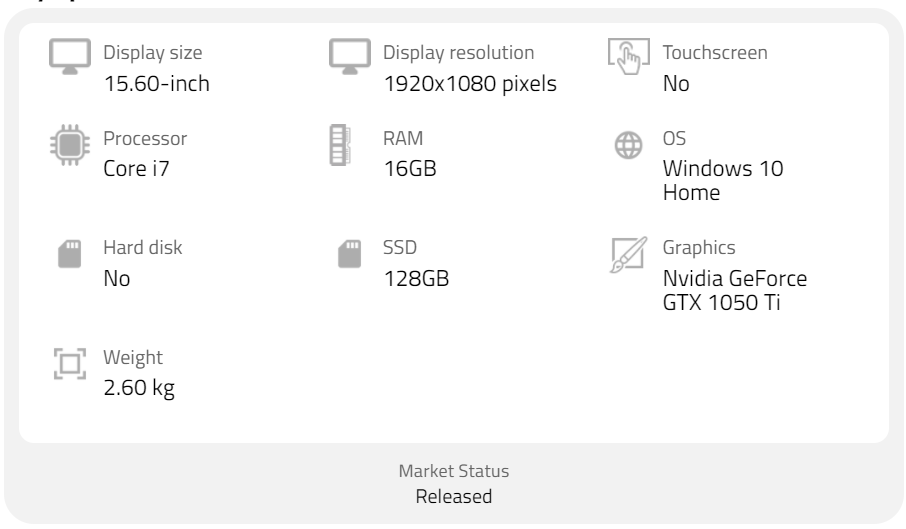 Display size
15.60-inch
Display resolution
1920x1080 pixels
Touchscreen
No
Processor
Core i7
RAM
16GB
OS
Windows 10
Home
Hard disk
No
SSD
128GB
Graphics
Nvidia GeForce
GTX 1050 Ti
Weight
2.60 kg
Market Status
Released